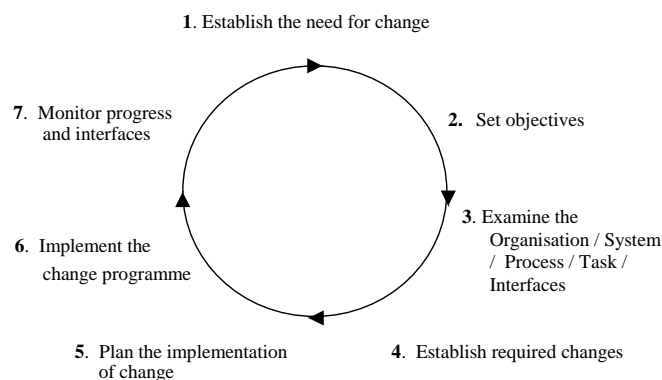 1. Establish the need for change
2. Set objectives
3. Examine the
Organisation / System
/ Process / Task /
Interfaces
4. Establish required changes
5. Plan the implementation
of change
6. Implement the
change programme
7. Monitor progress
and interfaces